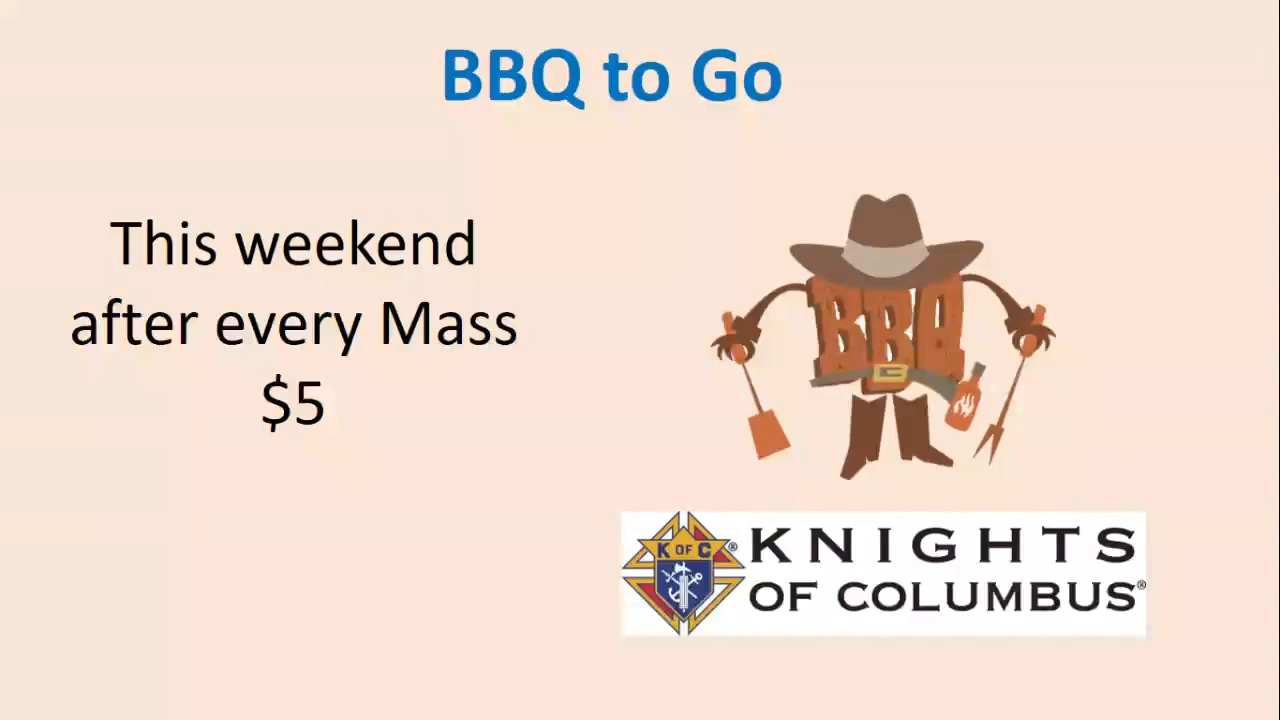 BBQ to Go
This weekend
after every Mass
$5
BBQ
K OF C ® KNIGHTS
OF COLUMBUS®